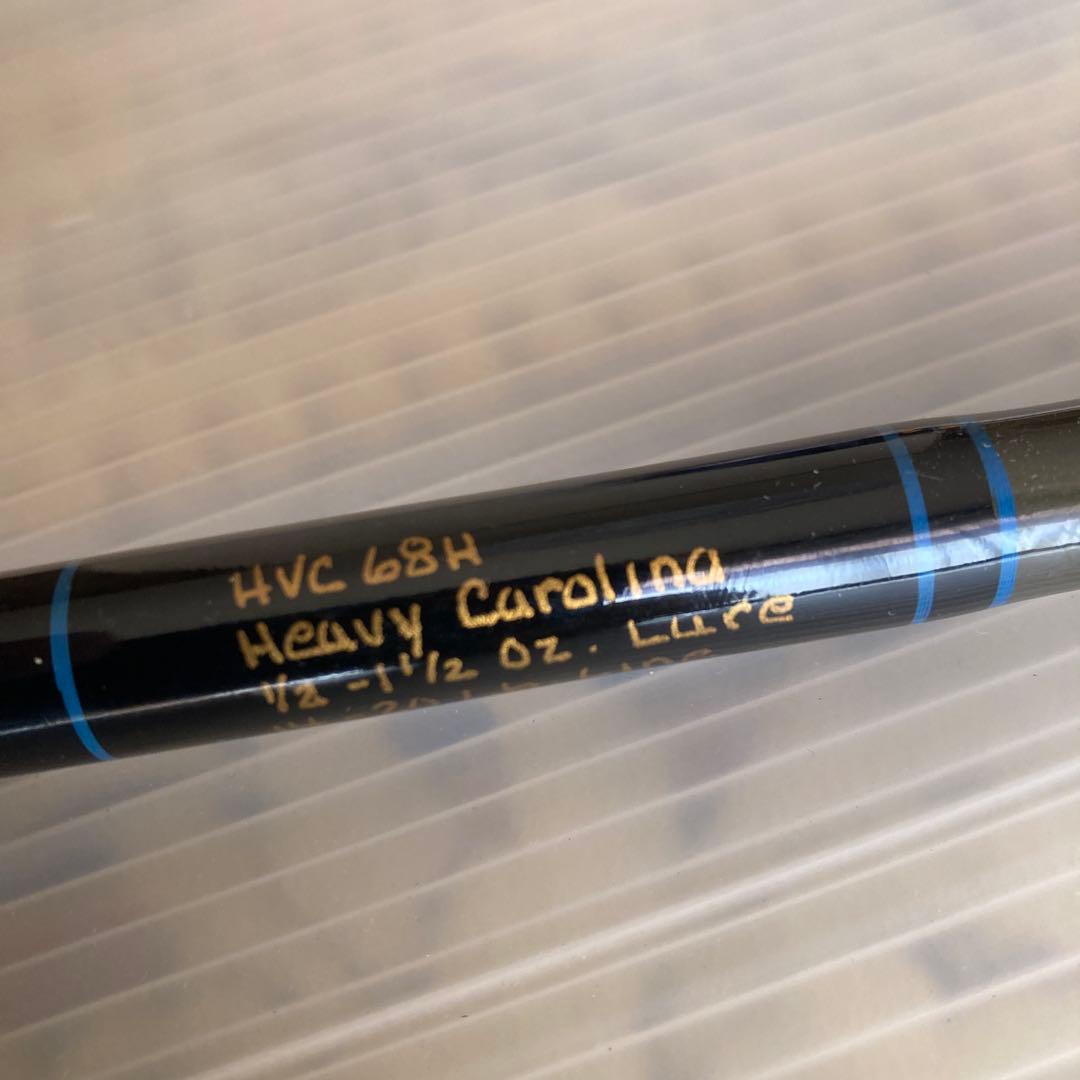 HVC 68H
Heavy Carolina
1/2 - 1 1/2 oz. Lure